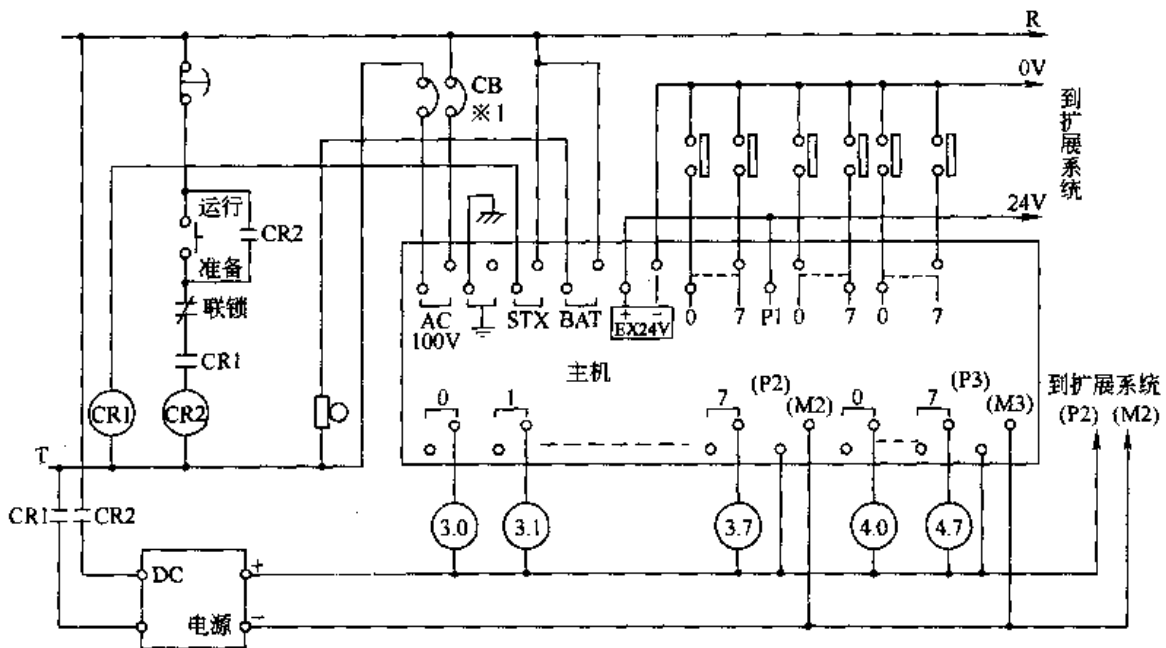 R
0V
到扩展系统
24V
CB
※1
运行
CR2
准备
联锁
CR1
CR1
CR2
T
CR1
CR2
AC
100V
STX
BAT
+ −
EX24V
0 7 P1 0 7 0 7
主机
0 1 7 (P2) (M2) 0 7 (P3) (M3)
到扩展系统
(P2) (M2)
3.0 3.1 3.7 4.0 4.7
DC +
电源 −